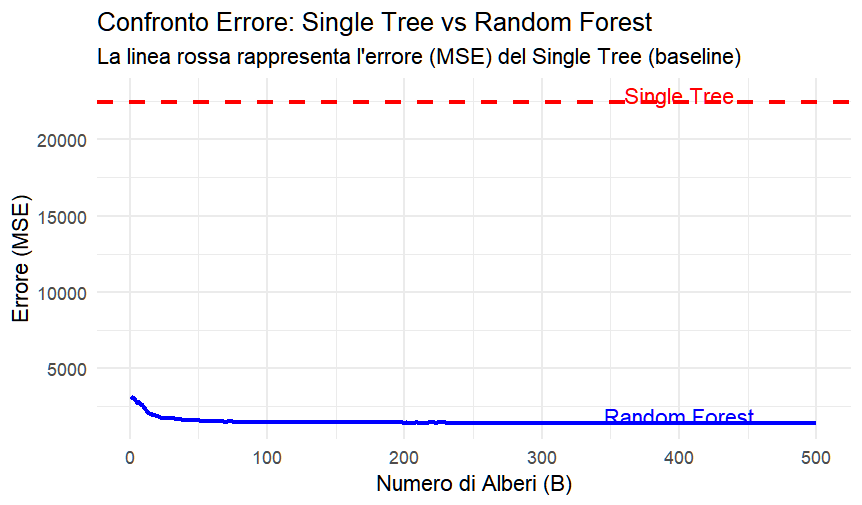 Confronto Errore: Single Tree vs Random Forest
La linea rossa rappresenta l'errore (MSE) del Single Tree (baseline)
Single Tree
20000
15000
10000
5000
Errore (MSE)
Random Forest
0 100 200 300 400 500
Numero di Alberi (B)